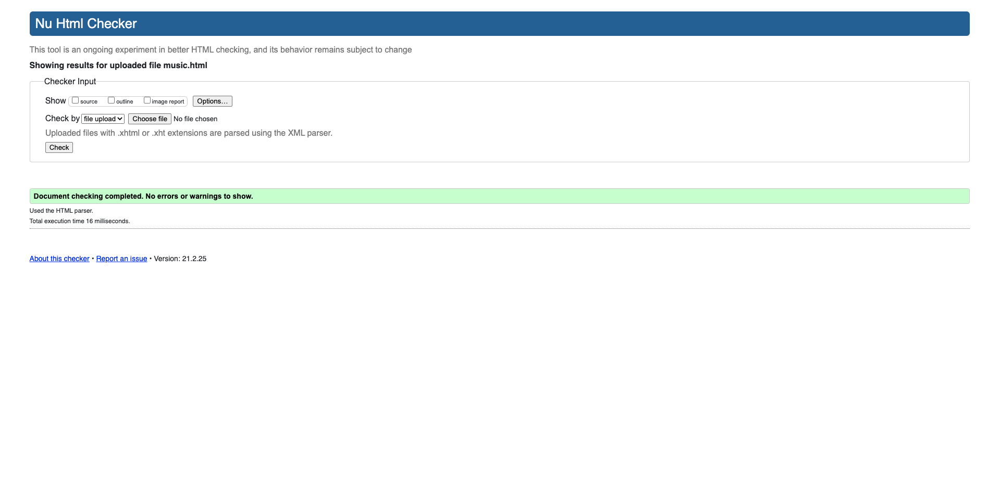 Nu Html Checker
This tool is an ongoing experiment in better HTML checking, and its behavior remains subject to change
Showing results for uploaded file music.html
Checker Input
Show source outline image report Options…
Check by file upload Choose file No file chosen
Uploaded files with .xhtml or .xht extensions are parsed using the XML parser.
Check
Document checking completed. No errors or warnings to show.
Used the HTML parser.
Total execution time 16 milliseconds.
About this checker • Report an issue • Version: 21.2.25